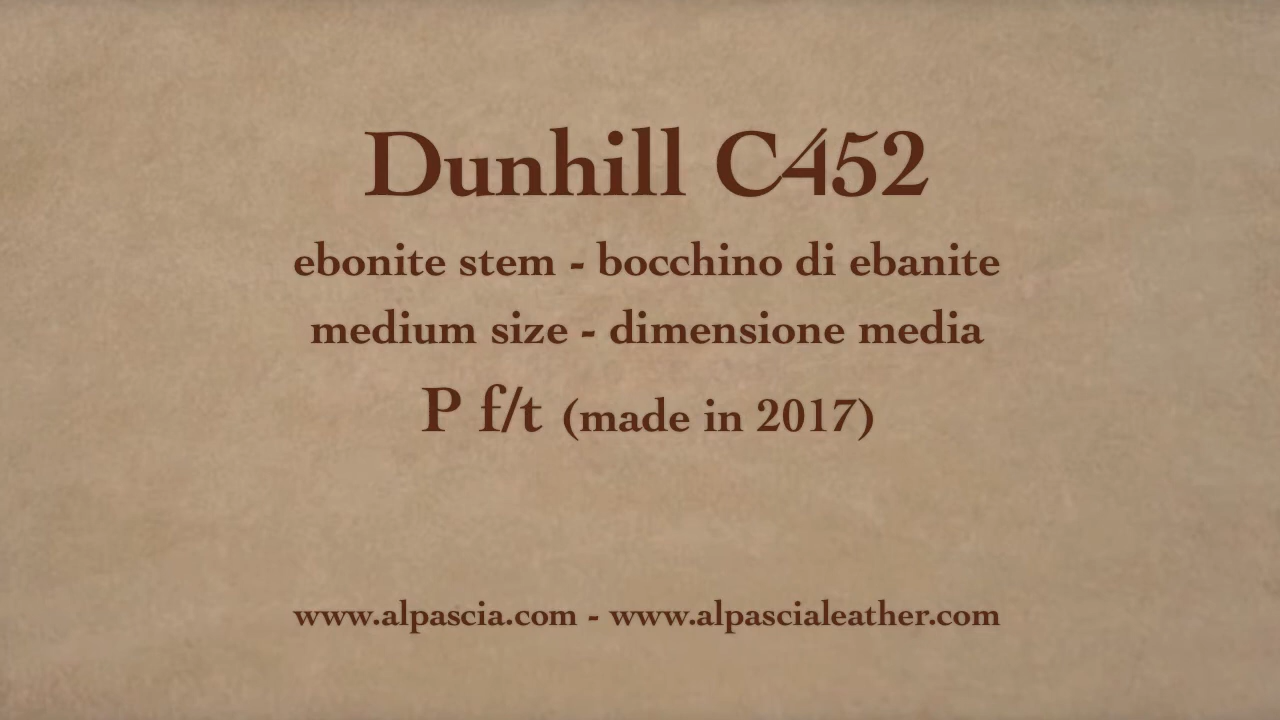 Dunhill C452
ebonite stem - bocchino di ebanite
medium size - dimensione media
P f/t (made in 2017)
www.alpascia.com - www.alpascialeather.com